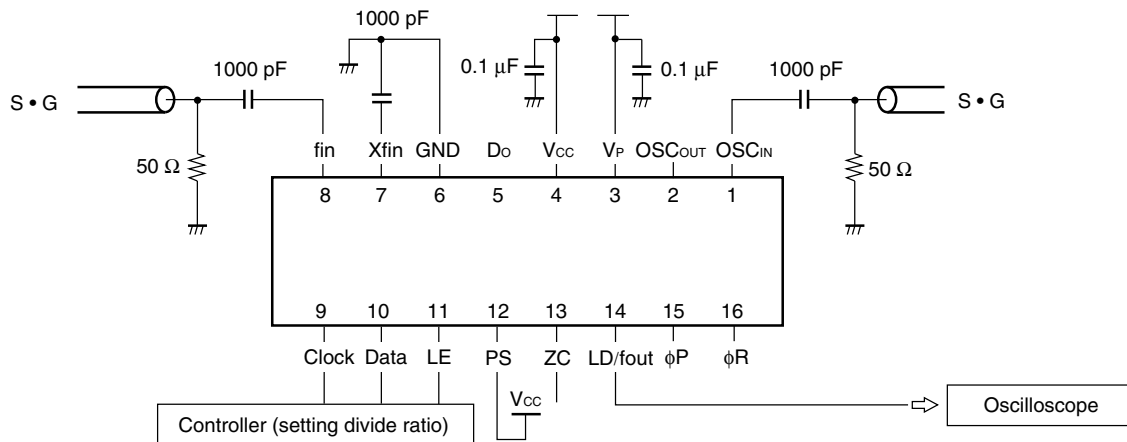 1000 pF
1000 pF
0.1 μF
0.1 μF
1000 pF
S • G
S • G
50 Ω
50 Ω
fin Xfin GND DO VCC VP OSCOUT OSCIN
8 7 6 5 4 3 2 1
9 10 11 12 13 14 15 16
Clock Data LE PS ZC LD/fout ϕP ϕR
VCC
Controller (setting divide ratio)
Oscilloscope